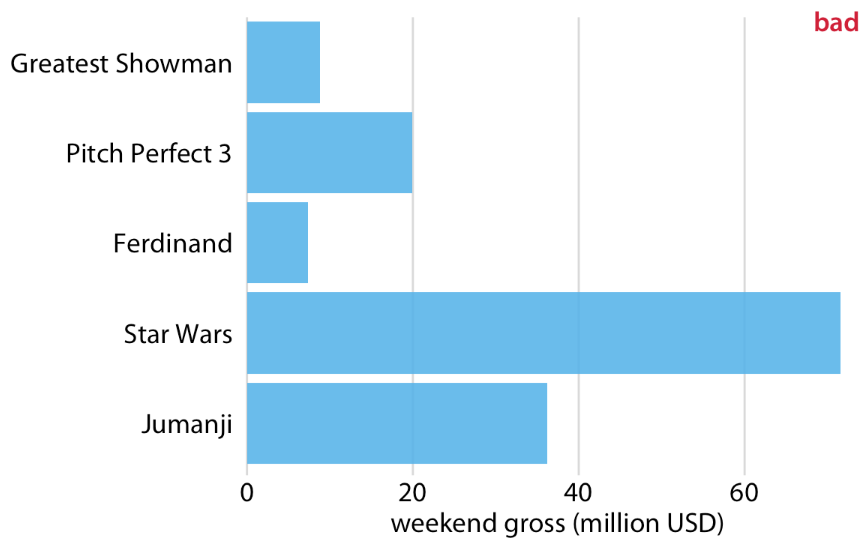 bad
Greatest Showman
Pitch Perfect 3
Ferdinand
Star Wars
Jumanji
0 20 40 60
weekend gross (million USD)